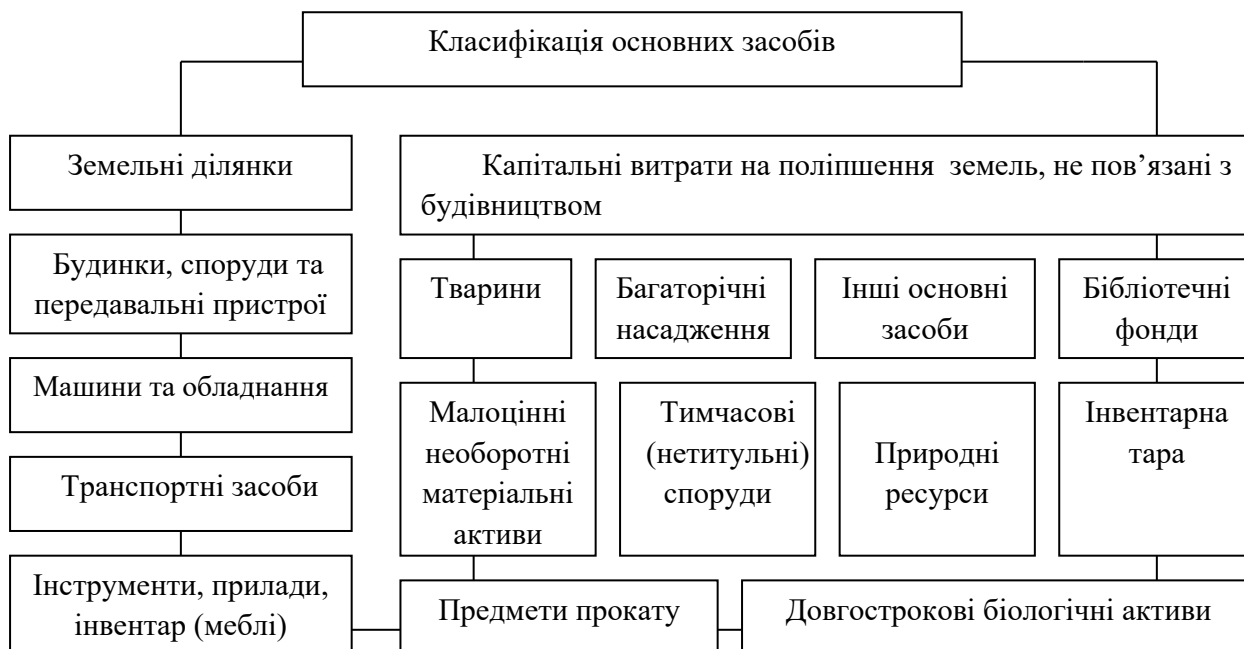 Класифікація основних засобів
Земельні ділянки
Капітальні витрати на поліпшення земель, не пов’язані з
будівництвом
Будинки, споруди та
передавальні пристрої
Тварини
Багаторічні
насадження
Інші основні
засоби
Бібліотечні
фонди
Машини та обладнання
Малоцінні
необоротні
матеріальні
активи
Тимчасові
(нетитульні)
споруди
Природні
ресурси
Інвентарна
тара
Транспортні засоби
Інструменти, прилади,
інвентар (меблі)
Предмети прокату
Довгострокові біологічні активи